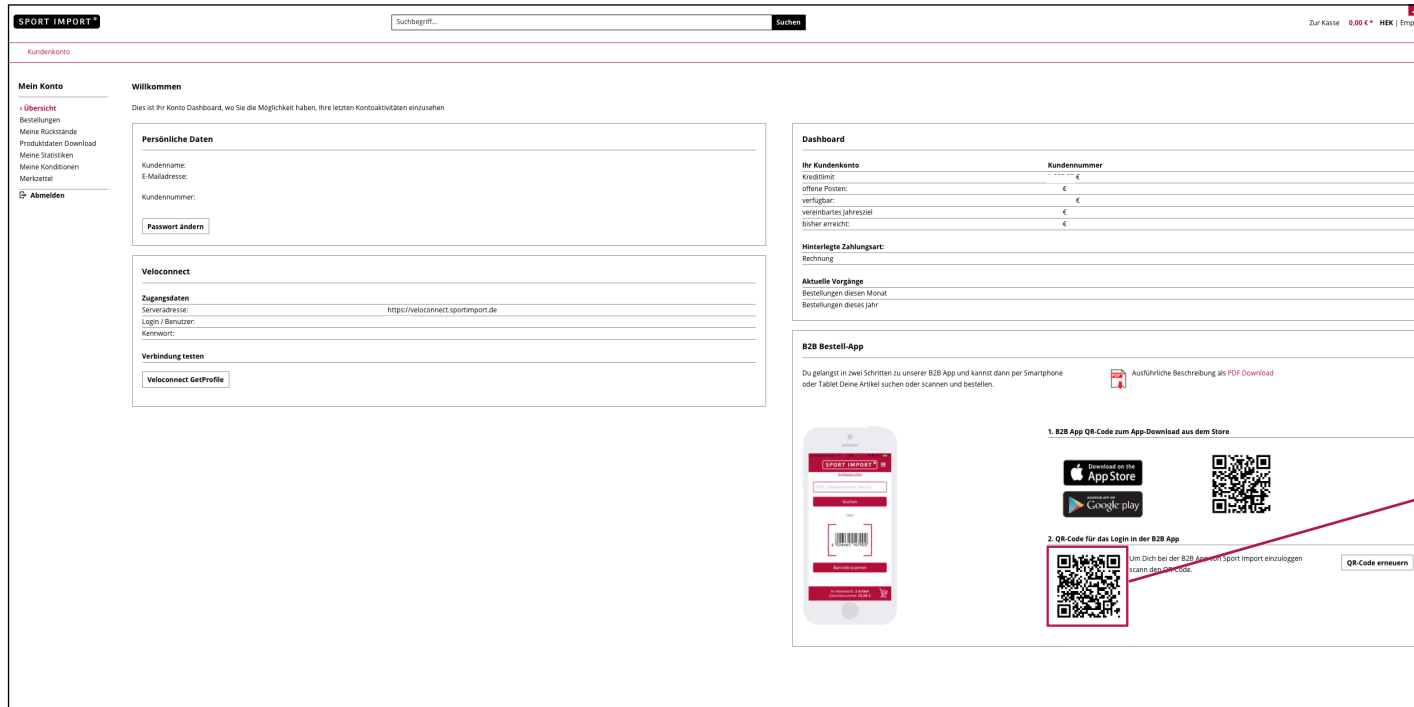 SPORT IMPORT®
Suchbegriff...
Suchen
Zur Kasse 0,00 € * HEK |
Kundenkonto
Mein Konto
› Übersicht
Bestellungen
Meine Rückstände
Produktdaten Download
Meine Statistiken
Meine Konditionen
Merkzettel
Abmelden
Willkommen
Dies ist Ihr Konto Dashboard, wo Sie die Möglichkeit haben, Ihre letzten Kontoaktivitäten einzusehen
Persönliche Daten
Kundenname:
E-Mailadresse:
Kundennummer:
Passwort ändern
Veloconnect
Zugangsdaten
Serveradresse: https://veloconnect.sportimport.de
Login / Benutzer:
Kennwort:
Verbindung testen
Veloconnect GetProfile
Dashboard
Ihr Kundenkonto Kundennummer
Kreditlimit €
offene Posten: €
verfügbar: €
vereinbartes Jahresziel €
bisher erreicht: €
Hinterlegte Zahlungsart:
Rechnung
Aktuelle Vorgänge
Bestellungen diesen Monat
Bestellungen dieses Jahr
B2B Bestell-App
Du gelangst in zwei Schritten zu unserer B2B App und kannst dann per Smartphone
oder Tablet Deine Artikel suchen oder scannen und bestellen.
PDF
Ausführliche Beschreibung als PDF Download
SPORT IMPORT®
Artikelsuche
Suchen
oder
Barcode scannen
1. B2B App QR-Code zum App-Download aus dem Store
Download on the
App Store
ANDROID APP ON
Google play
2. QR-Code für das Login in der B2B App
Um Dich bei der B2B App von Sport Import einzuloggen
scann den QR-Code.
QR-Code erneuern